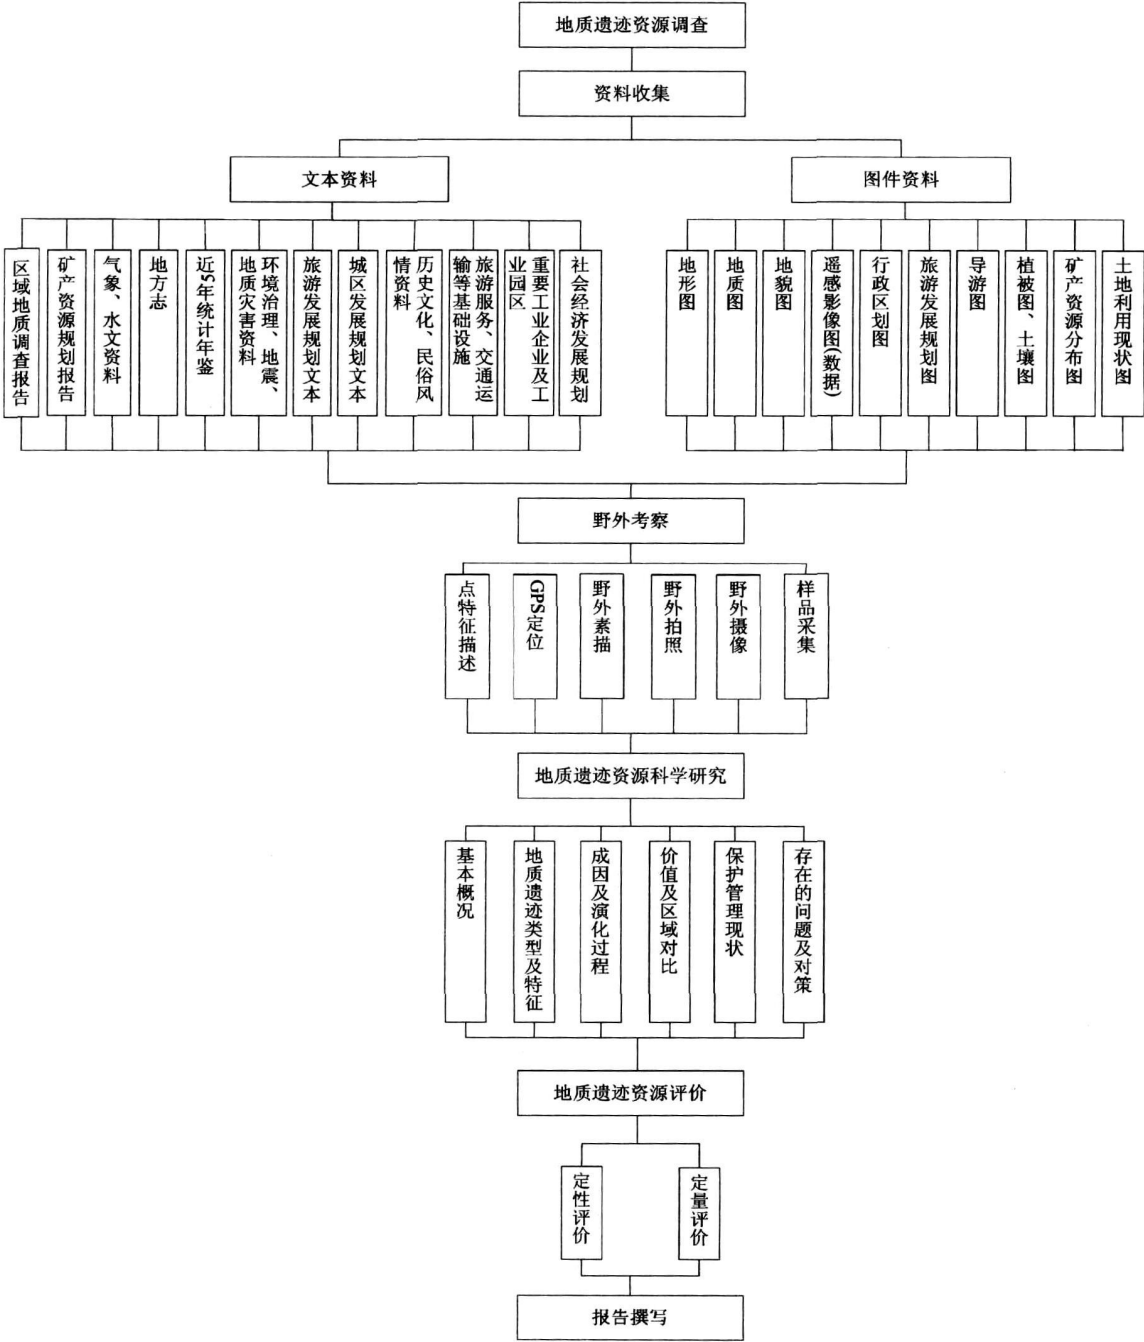 地质遗迹资源调查
资料收集
文本资料
图件资料
区域地质调查报告
矿产资源规划报告
气象、水文资料
地方志
近5年统计年鉴
环境治理、地震、
地质灾害资料
旅游发展规划文本
城区发展规划文本
历史文化、民俗风
情资料
旅游服务、交通运
输等基础设施
重要工业企业及工
业园区
社会经济发展规划
地形图
地质图
地貌图
遥感影像图(数据)
行政区划图
旅游发展规划图
导游图
植被图、土壤图
矿产资源分布图
土地利用现状图
野外考察
点特征描述
GPS定位
野外素描
野外拍照
野外摄像
样品采集
地质遗迹资源科学研究
基本概况
地质遗迹类型及特征
成因及演化过程
价值及区域对比
保护管理现状
存在的问题及对策
地质遗迹资源评价
定性评价
定量评价
报告撰写